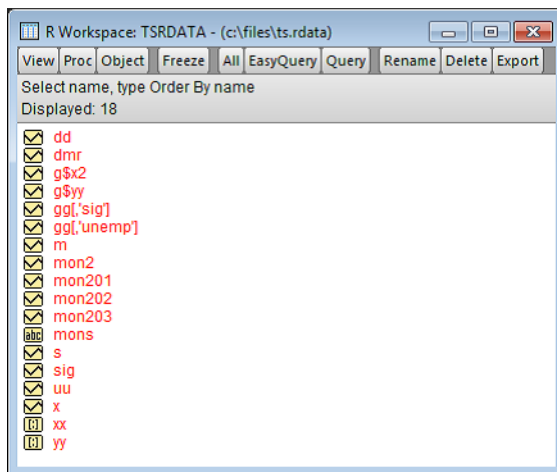 R Workspace: TSRDATA - (c:\files\ts.rdata)
View Proc Object Freeze All EasyQuery Query Rename Delete Export
Select name, type Order By name
Displayed: 18
dd
dmr
g$x2
g$yy
gg[,'sig']
gg[,'unemp']
m
mon2
mon201
mon202
mon203
abc mons
s
sig
uu
x
[:] xx
[:] yy